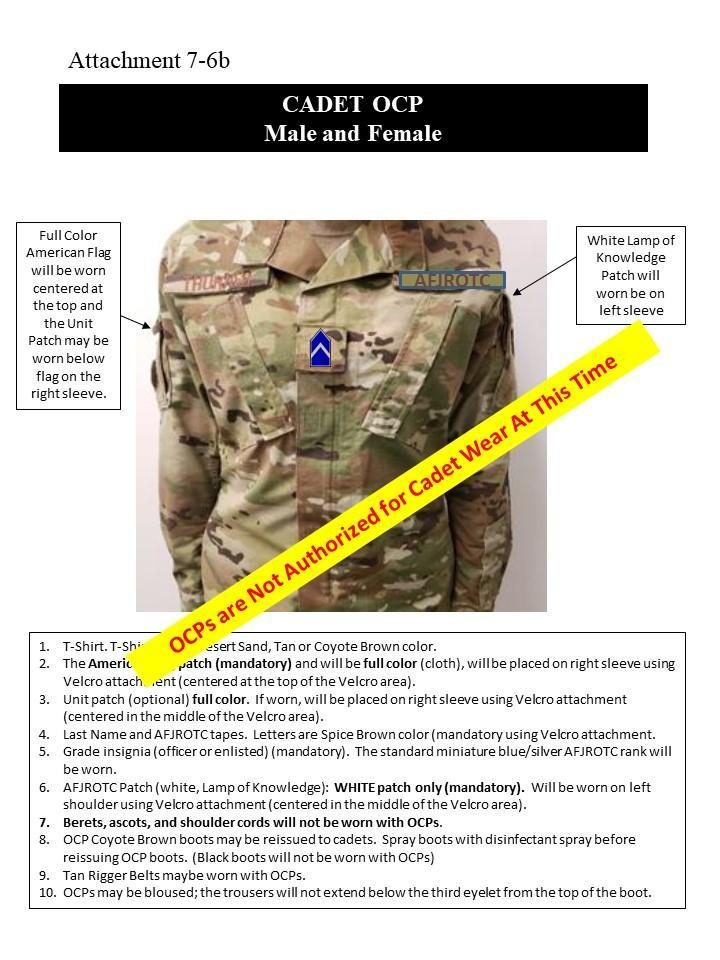 Attachment 7-6b
CADET OCP
Male and Female
Full Color
American Flag
will be worn
centered at
the top and
the Unit
Patch may be
worn below
flag on the
right sleeve.
White Lamp of
Knowledge
Patch will
worn be on
left sleeve
AFJROTC
OCPs are Not Authorized for Cadet Wear At This Time
1. T-Shirt. T-Shi esert Sand, Tan or Coyote Brown color.
2. The Ameri patch (mandatory) and will be full color (cloth), will be placed on right sleeve using
Velcro attachment (centered at the top of the Velcro area).
3. Unit patch (optional) full color. If worn, will be placed on right sleeve using Velcro attachment
(centered in the middle of the Velcro area).
4. Last Name and AFJROTC tapes. Letters are Spice Brown color (mandatory using Velcro attachment.
5. Grade insignia (officer or enlisted) (mandatory). The standard miniature blue/silver AFJROTC rank will
be worn.
6. AFJROTC Patch (white, Lamp of Knowledge): WHITE patch only (mandatory). Will be worn on left
shoulder using Velcro attachment (centered in the middle of the Velcro area).
7. Berets, ascots, and shoulder cords will not be worn with OCPs.
8. OCP Coyote Brown boots may be reissued to cadets. Spray boots with disinfectant spray before
reissuing OCP boots. (Black boots will not be worn with OCPs)
9. Tan Rigger Belts maybe worn with OCPs.
10. OCPs may be bloused; the trousers will not extend below the third eyelet from the top of the boot.